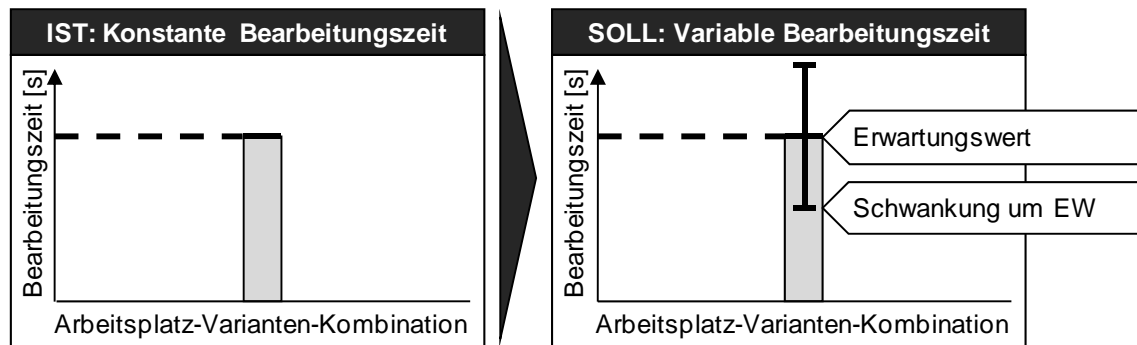 IST: Konstante Bearbeitungszeit
Bearbeitungszeit [s]
Arbeitsplatz-Varianten-Kombination
SOLL: Variable Bearbeitungszeit
Bearbeitungszeit [s]
Erwartungswert
Schwankung um EW
Arbeitsplatz-Varianten-Kombination